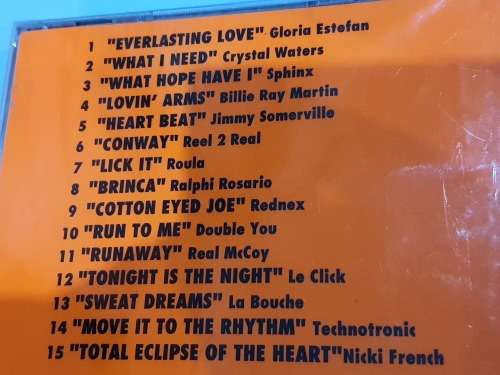 1 "EVERLASTING LOVE" Gloria Estefan
2 "WHAT I NEED" Crystal Waters
3 "WHAT HOPE HAVE I" Sphinx
4 "LOVIN' ARMS" Billie Ray Martin
5 "HEART BEAT" Jimmy Somerville
6 "CONWAY" Reel 2 Real
7 "LICK IT" Roula
8 "BRINCA" Ralphi Rosario
9 "COTTON EYED JOE" Rednex
10 "RUN TO ME" Double You
11 "RUNAWAY" Real McCoy
12 "TONIGHT IS THE NIGHT" Le Click
13 "SWEAT DREAMS" La Bouche
14 "MOVE IT TO THE RHYTHM" Technotronic
15 "TOTAL ECLIPSE OF THE HEART" Nicki French